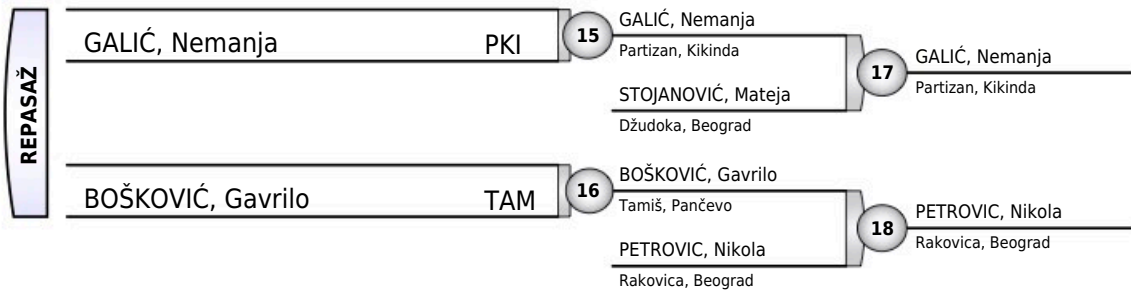 REPASAŽ
GALIĆ, Nemanja PKI
15
GALIĆ, Nemanja
Partizan, Kikinda
STOJANOVIĆ, Mateja
Džudoka, Beograd
17
GALIĆ, Nemanja
Partizan, Kikinda
BOŠKOVIĆ, Gavrilo TAM
16
BOŠKOVIĆ, Gavrilo
Tamiš, Pančevo
PETROVIC, Nikola
Rakovica, Beograd
18
PETROVIC, Nikola
Rakovica, Beograd